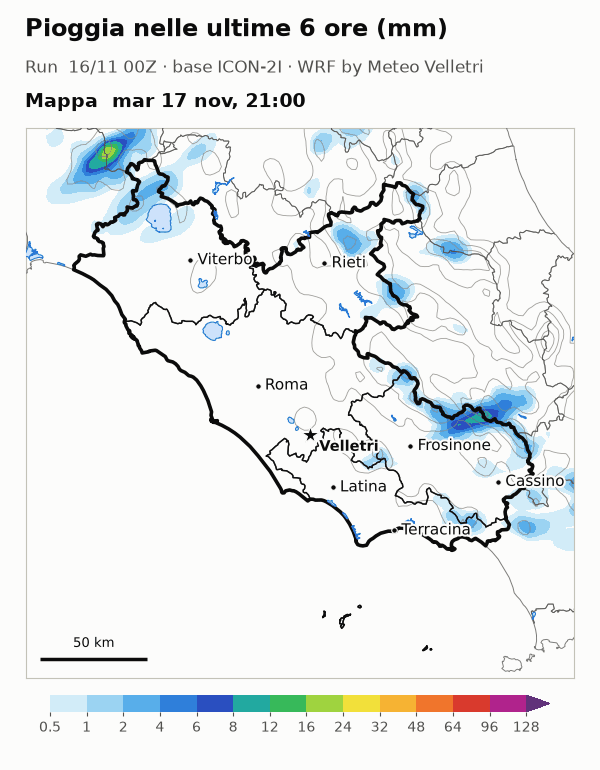 Pioggia nelle ultime 6 ore (mm)
Run  16/11 00Z · base ICON-2I · WRF by Meteo Velletri
Mappa  mar 17 nov, 21:00
Viterbo
Rieti
Roma
Velletri
Frosinone
Cassino
Latina
Terracina
50 km
0.5 1 2 4 6 8 12 16 24 32 48 64 96 128